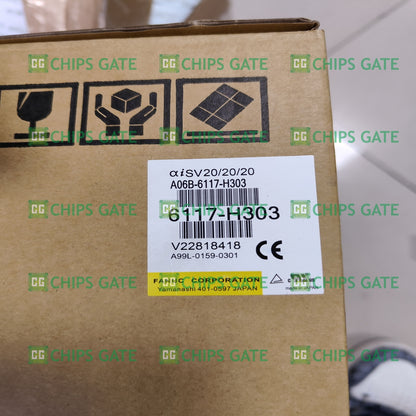 CHIPS GATE CHIPS GATE CHIPS GATE
CHIPS GATE CHIPS GATE CHIPS GATE
αiSV20/20/20
A06B-6117-H303
CHIPS GATE CHIPS GATE CHIPS GATE
6117-H303
V22818418
A99L-0159-0301
CE
CHIPS GATE CHIPS GATE CHIPS GATE
FANUC CORPORATION
Yamanashi 401-0597 JAPAN
CHIPS GATE CHIPS GATE CHIPS GATE